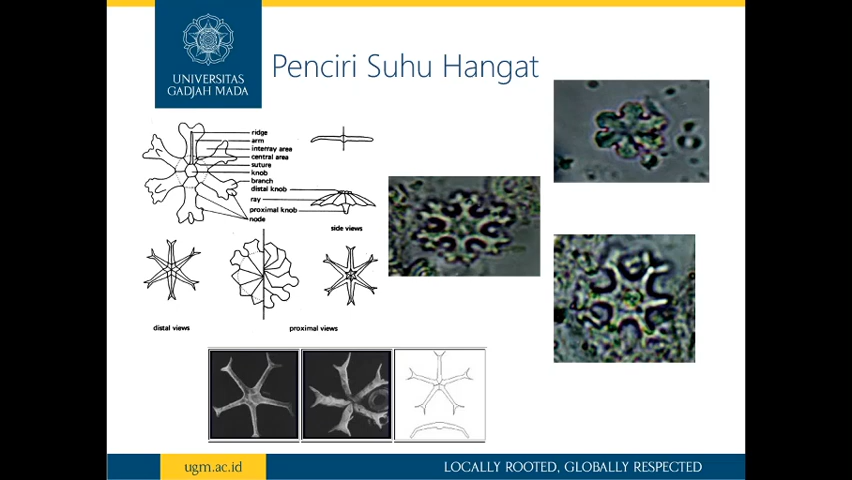 UNIVERSITAS
GADJAH MADA
Penciri Suhu Hangat
ridge
arm
interray area
central area
suture
knob
branch
distal knob
ray
proximal knob
node
side views
distal views
proximal views
ugm.ac.id
LOCALLY ROOTED, GLOBALLY RESPECTED